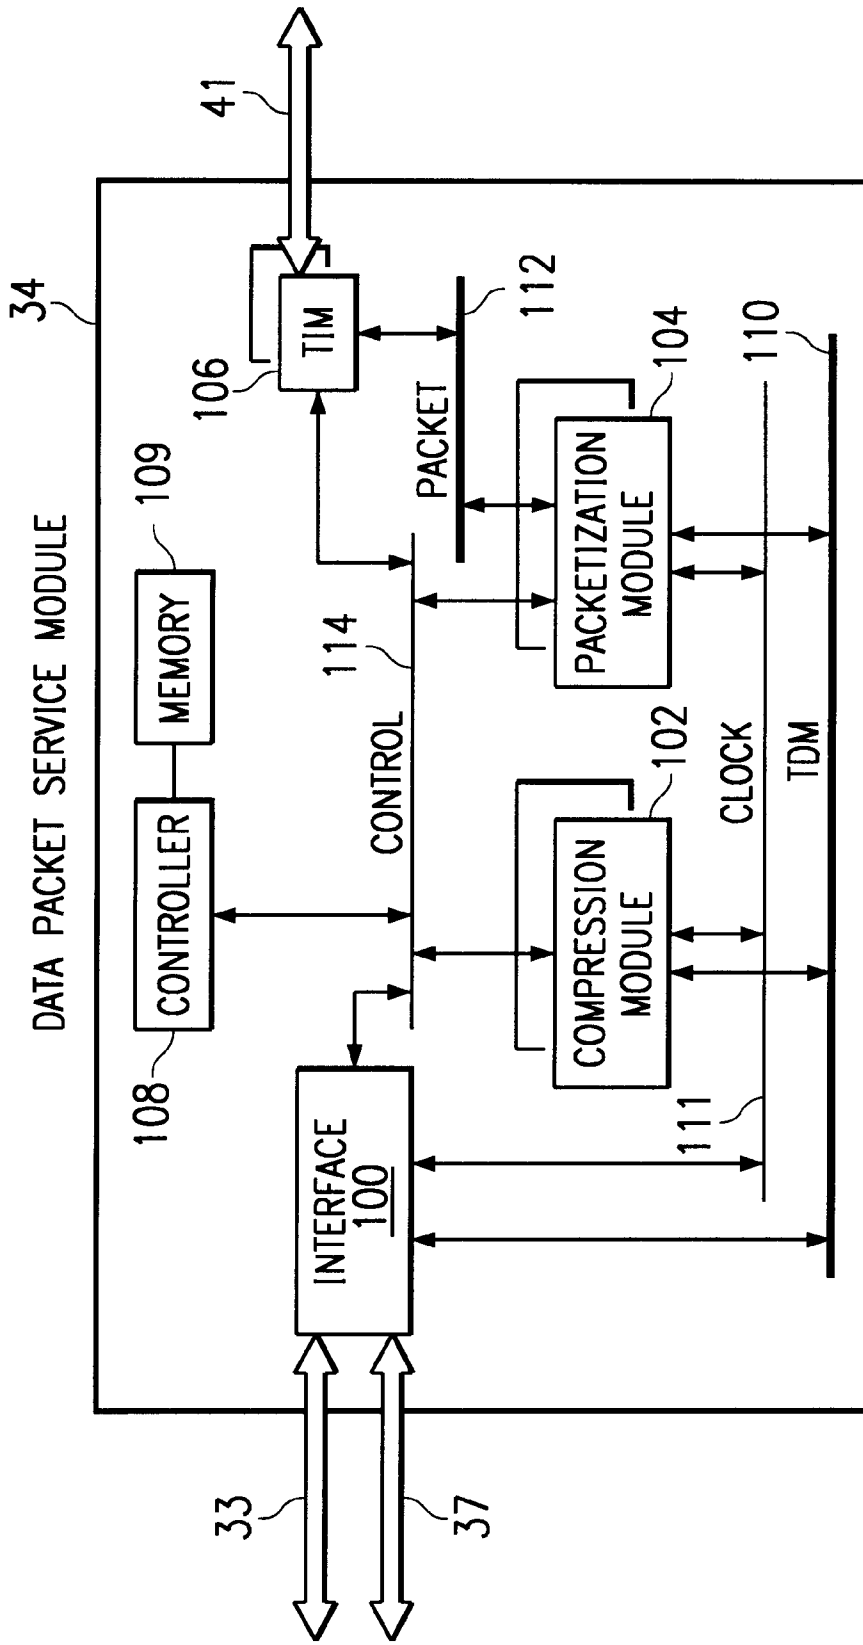 DATA PACKET SERVICE MODULE
34
41
33
37
INTERFACE
100
CONTROLLER
108
MEMORY
109
TIM
106
CONTROL
114
PACKET
112
COMPRESSION
MODULE
102
PACKETIZATION
MODULE
104
CLOCK
111
TDM
110